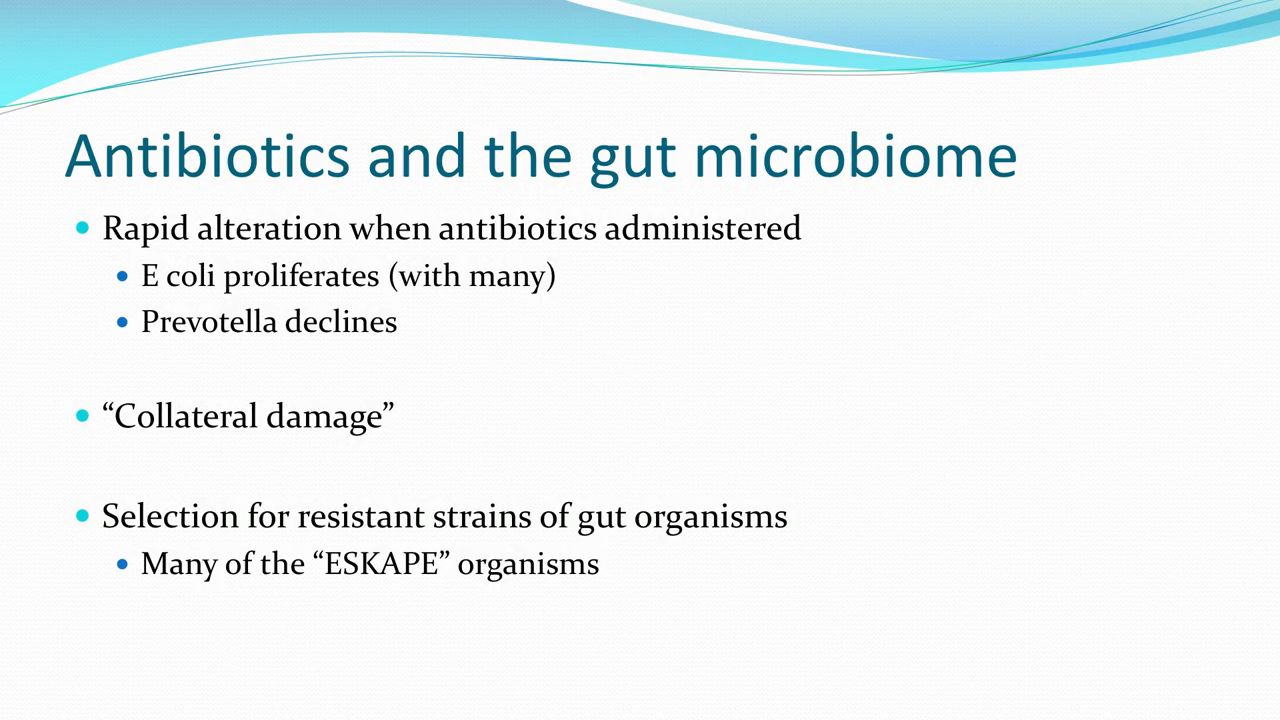 Antibiotics and the gut microbiome
Rapid alteration when antibiotics administered
E coli proliferates (with many)
Prevotella declines
“Collateral damage”
Selection for resistant strains of gut organisms
Many of the “ESKAPE” organisms